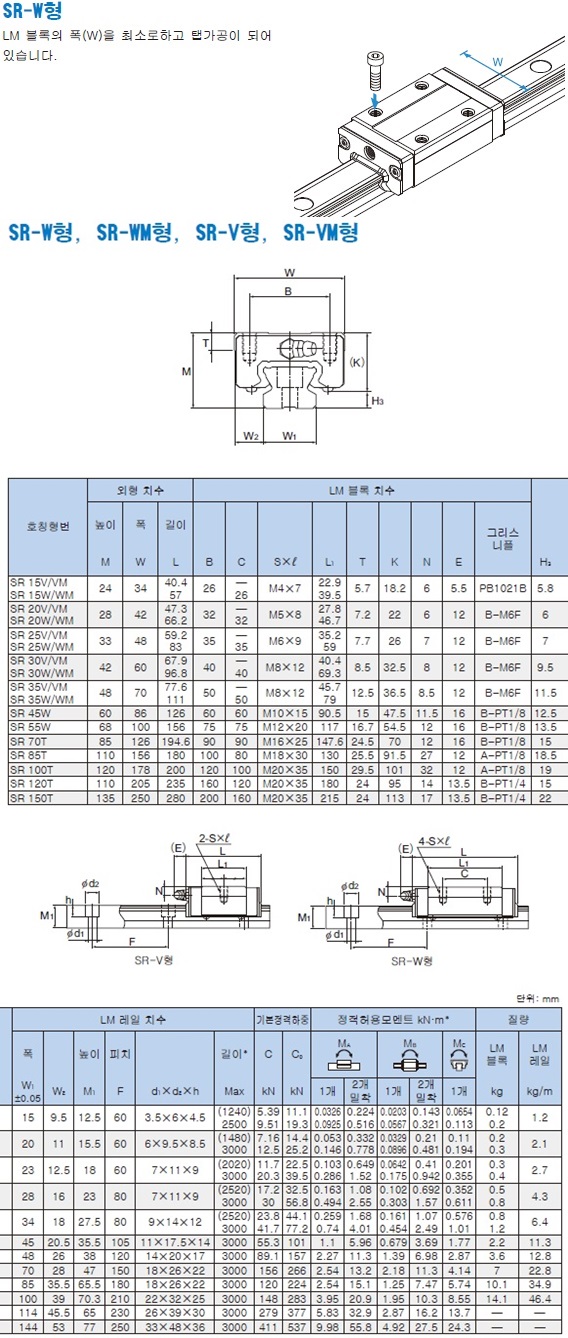 SR-W형
LM 블록의 폭(W)을 최소로하고 탭가공이 되어
있습니다.
W
SR-W형, SR-WM형, SR-V형, SR-VM형
W
B
T
M
(K)
H₃
W₂ W₁
호칭형번 외형 치수 LM 블록 치수
높이 폭 길이 그리스 니플
M W L B C S×ℓ L₁ T K N E H₃
SR 15V/VM 24 34 40.4 26 — M4×7 22.9 5.7 18.2 6 5.5 PB1021B 5.8
SR 15W/WM 57 26 39.5
SR 20V/VM 28 42 47.3 32 — M5×8 27.8 7.2 22 6 12 B-M6F 6
SR 20W/WM 66.2 32 46.7
SR 25V/VM 33 48 59.2 35 — M6×9 35.2 7.7 26 7 12 B-M6F 7
SR 25W/WM 83 35 59
SR 30V/VM 42 60 67.9 40 — M8×12 40.4 8.5 32.5 8 12 B-M6F 9.5
SR 30W/WM 96.8 40 69.3
SR 35V/VM 48 70 77.6 50 — M8×12 45.7 12.5 36.5 8.5 12 B-M6F 11.5
SR 35W/WM 111 50 79
SR 45W 60 86 126 60 60 M10×15 90.5 15 47.5 11.5 16 B-PT1/8 12.5
SR 55W 68 100 156 75 75 M12×20 117 16.7 54.5 12 16 B-PT1/8 13.5
SR 70T 85 126 194.6 90 90 M16×25 147.6 24.5 70 12 16 B-PT1/8 15
SR 85T 110 156 180 100 80 M18×30 130 25.5 91.5 27 12 A-PT1/8 18.5
SR 100T 120 178 200 120 100 M20×35 150 29.5 101 32 12 A-PT1/8 19
SR 120T 110 205 235 160 120 M20×35 180 24 95 14 13.5 B-PT1/4 15
SR 150T 135 250 280 200 160 M20×35 215 24 113 17 13.5 B-PT1/4 22
2-S×ℓ
(E) L
L₁
N
φd₂
h
M₁
φd₁
F
SR-V형
4-S×ℓ
(E) L
L₁
C
N
φd₂
h
M₁
φd₁
F
SR-W형
단위: mm
LM 레일 치수 기본정격하중 정적허용모멘트 kN·m* 질량
폭 높이 피치 길이* C C₀ MA MB MC LM 블록 LM 레일
W₁ ±0.05 W₂ M₁ F d₁×d₂×h Max kN kN 1개 2개 밀착 1개 2개 밀착 1개 kg kg/m
15 9.5 12.5 60 3.5×6×4.5 (1240) 5.39 11.1 0.0326 0.224 0.0203 0.143 0.0654 0.12 1.2
2500 9.51 19.3 0.0925 0.516 0.0567 0.321 0.113 0.2
20 11 15.5 60 6×9.5×8.5 (1480) 7.16 14.4 0.053 0.332 0.0329 0.21 0.11 0.2 2.1
3000 12.5 25.2 0.146 0.778 0.0896 0.481 0.194 0.3
23 12.5 18 60 7×11×9 (2020) 11.7 22.5 0.103 0.649 0.0642 0.41 0.201 0.3 2.7
3000 20.3 39.5 0.286 1.52 0.175 0.942 0.355 0.4
28 16 23 80 7×11×9 (2520) 17.2 32.5 0.163 1.08 0.102 0.692 0.352 0.5 4.3
3000 30 56.8 0.494 2.55 0.303 1.57 0.611 0.8
34 18 27.5 80 9×14×12 (2520) 23.8 44.1 0.259 1.68 0.161 1.07 0.576 0.8 6.4
3000 41.7 77.2 0.74 4.01 0.454 2.49 1.01 1.2
45 20.5 35.5 105 11×17.5×14 3000 55.3 101 1.1 5.96 0.679 3.69 1.77 2.2 11.3
48 26 38 120 14×20×17 3000 89.1 157 2.27 11.3 1.39 6.98 2.87 3.6 12.8
70 28 47 150 18×26×22 3000 156 266 2.54 13.2 2.18 11.3 4.14 7 22.8
85 35.5 65.5 180 18×26×22 3000 120 224 2.54 15.1 1.25 7.47 5.74 10.1 34.9
100 39 70.3 210 22×32×25 3000 148 283 3.95 20.9 1.95 10.3 8.55 14.1 46.4
114 45.5 65 230 26×39×30 3000 279 377 5.83 32.9 2.87 16.2 13.7 — —
144 53 77 250 33×48×36 3000 411 537 9.98 55.8 4.92 27.5 24.3 — —